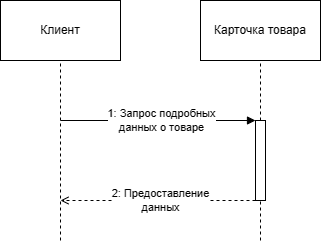 Клиент
Карточка товара
1: Запрос подробных
данных о товаре
2: Предоставление
данных